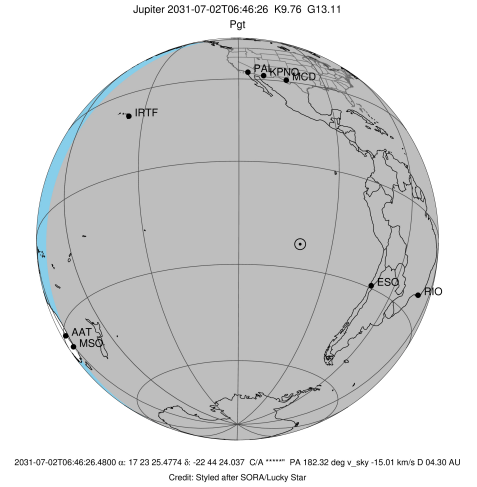 Jupiter 2031-07-02T06:46:26 K9.76 G13.11
Pgt
PAL
KPNO
MCD
IRTF
ESO
RIO
AAT
MSO
2031-07-02T06:46:26.4800 α: 17 23 25.4774 δ: -22 44 24.037 C/A *****" PA 182.32 deg v_sky -15.01 km/s D 04.30 AU
Credit: Styled after SORA/Lucky Star